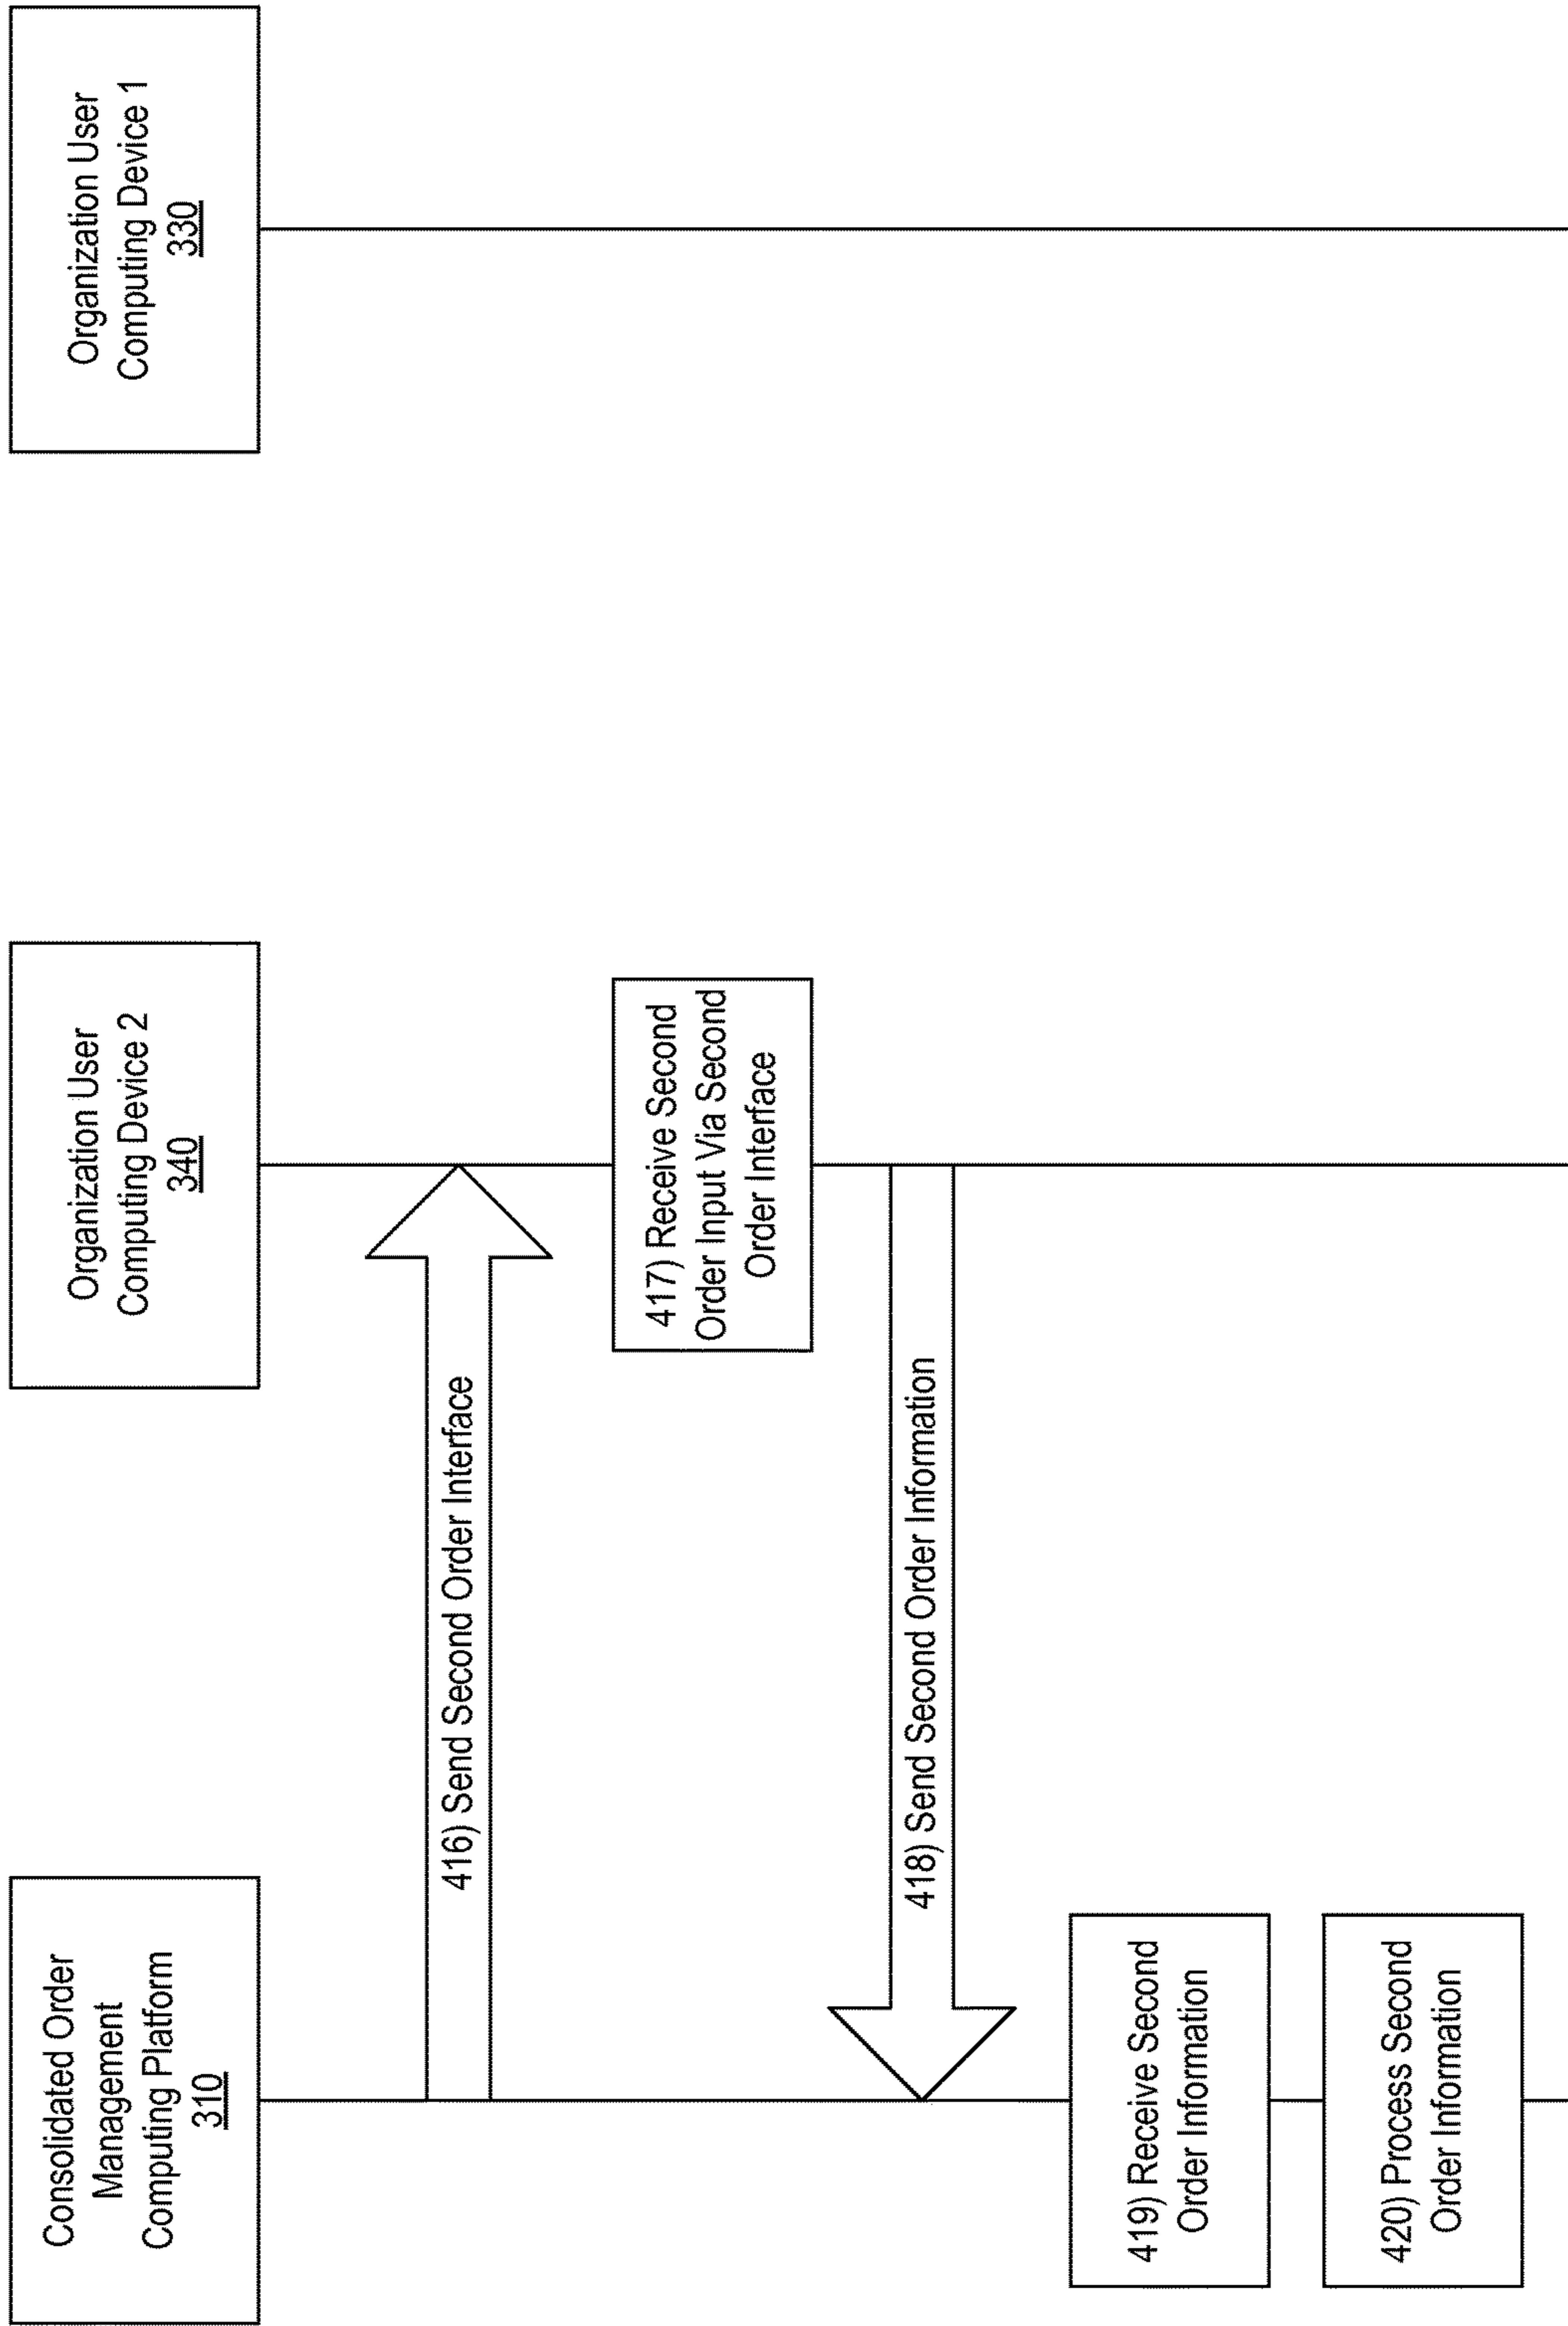 Consolidated Order
Management
Computing Platform
310
Organization User
Computing Device 2
340
Organization User
Computing Device 1
330
416) Send Second Order Interface
417) Receive Second
Order Input Via Second
Order Interface
418) Send Second Order Information
419) Receive Second
Order Information
420) Process Second
Order Information